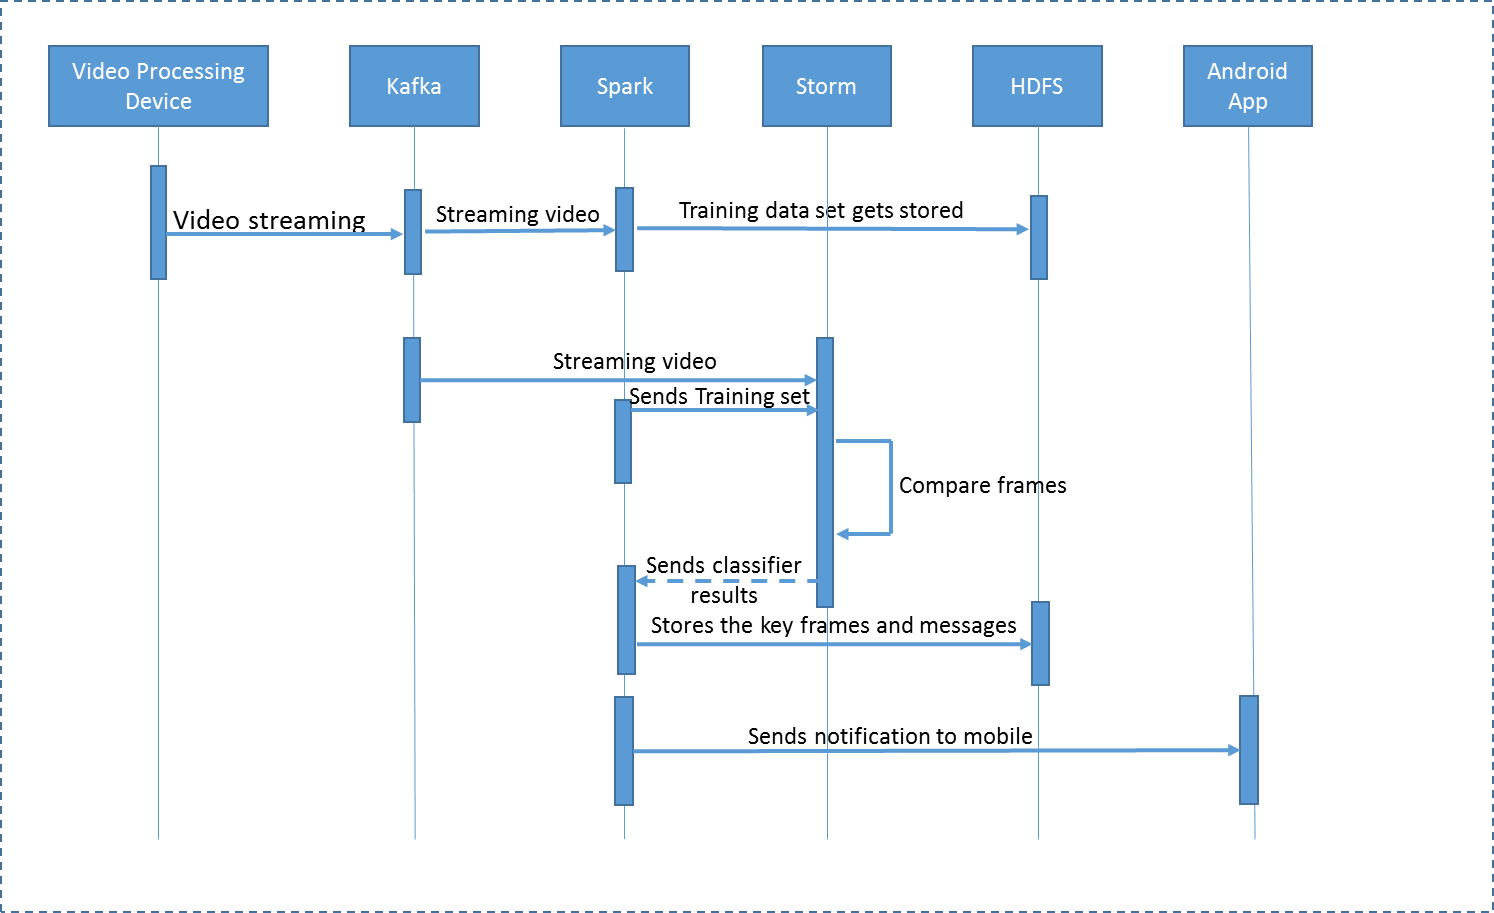 Video Processing
Device
Kafka
Spark
Storm
HDFS
Android
App
Video streaming
Streaming video
Training data set gets stored
Streaming video
Sends Training set
Compare frames
Sends classifier
results
Stores the key frames and messages
Sends notification to mobile